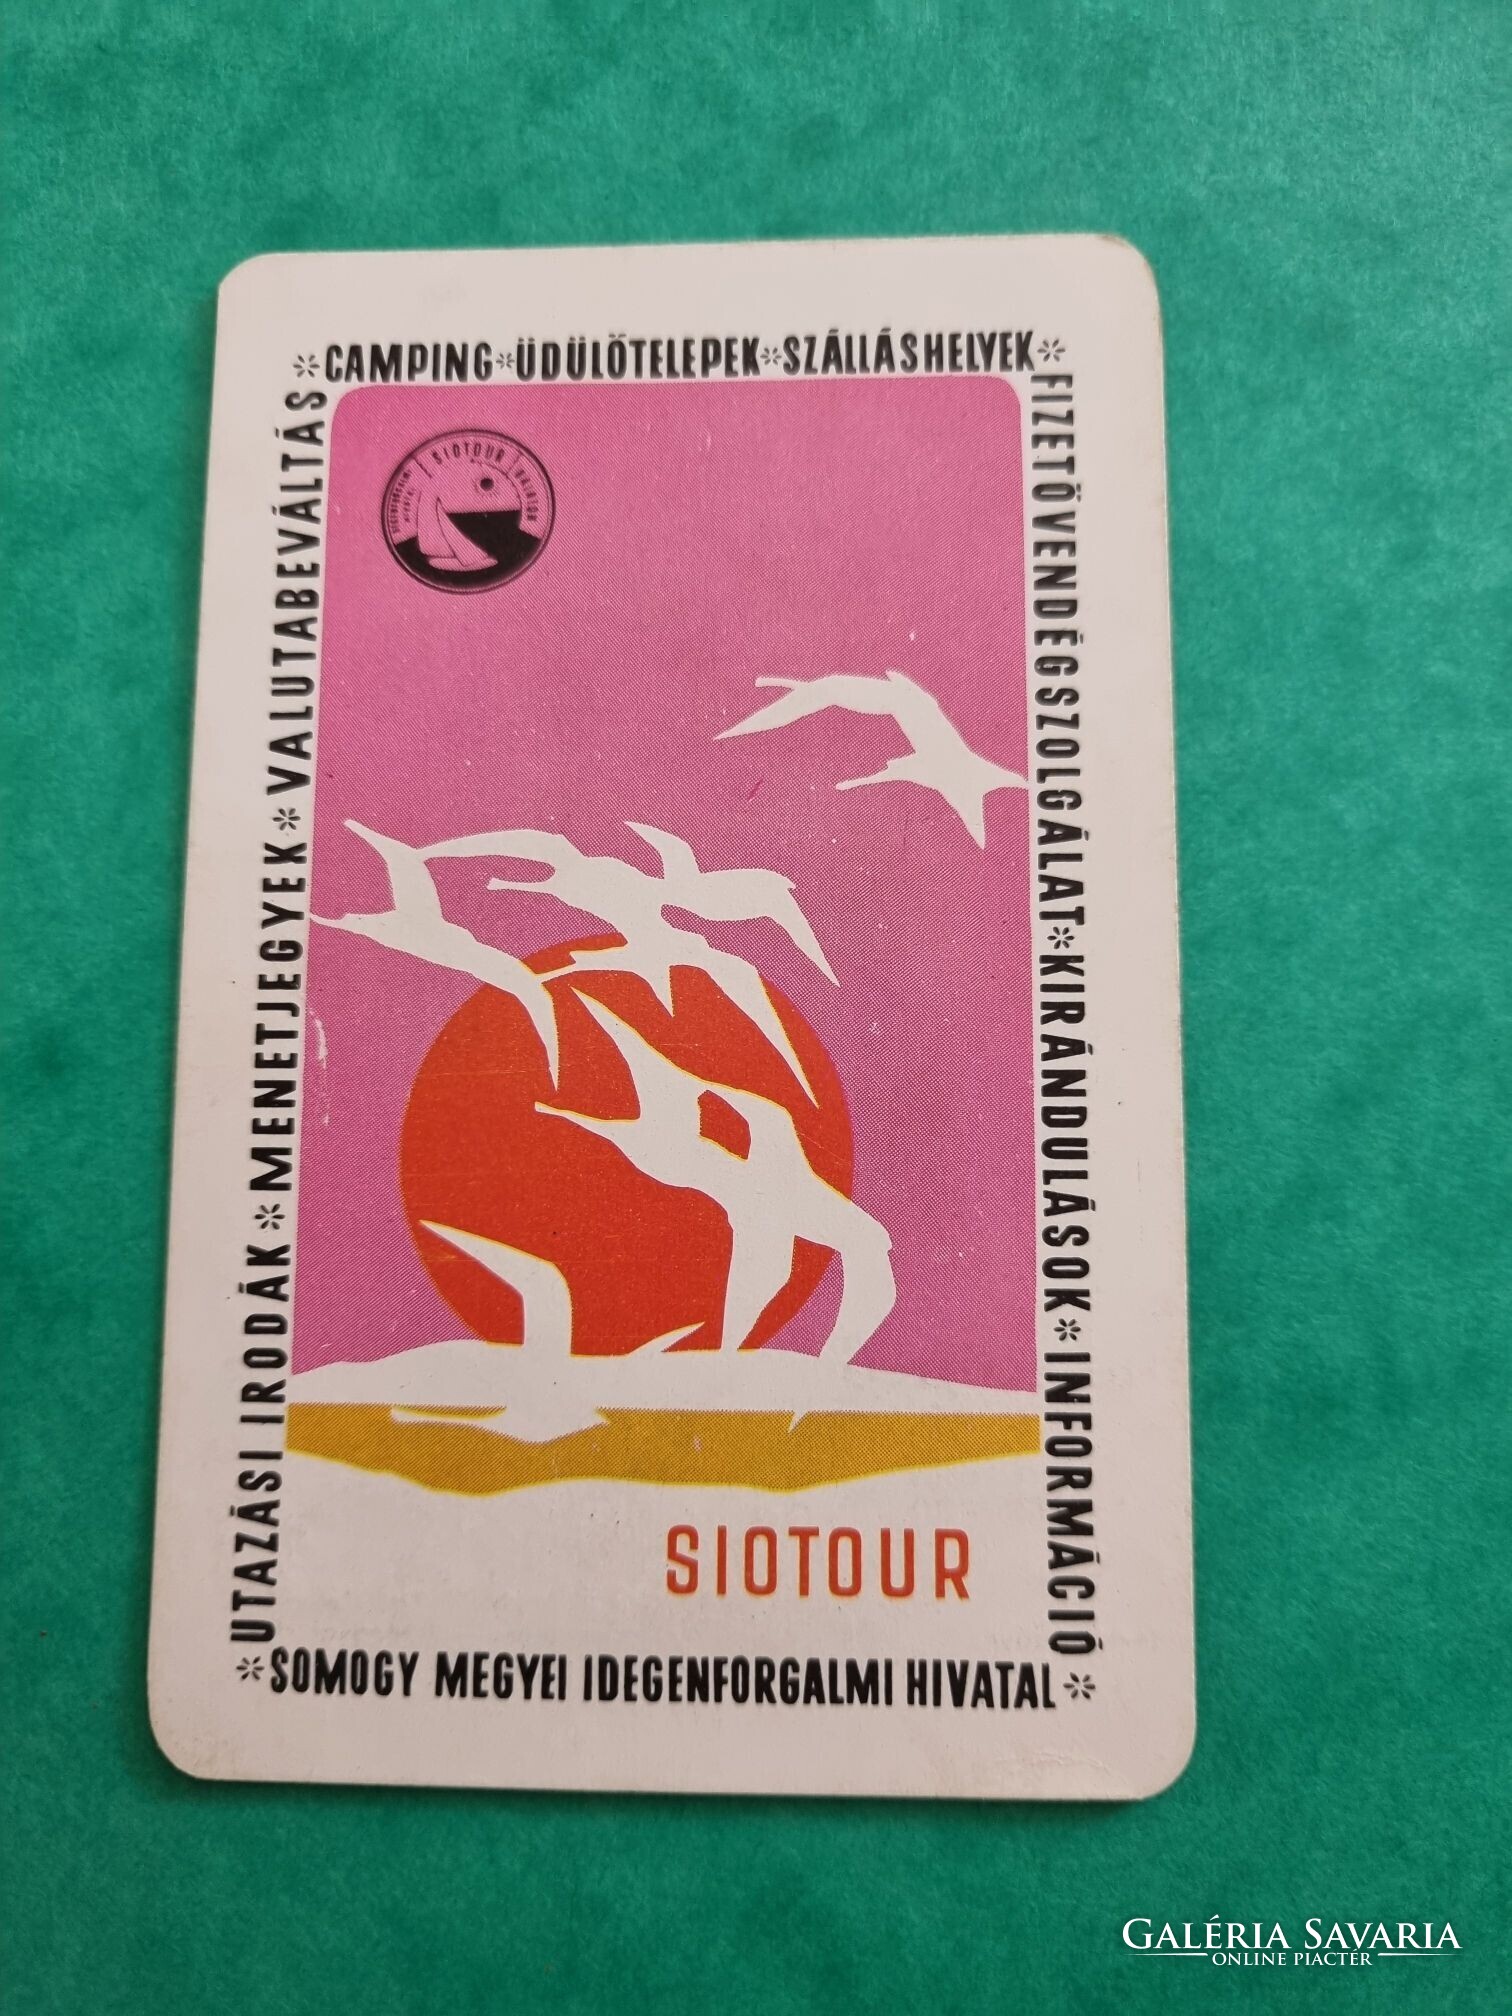 *CAMPING*ÜDÜLŐTELEPEK*SZÁLLÁSHELYEK*
FIZETŐVENDÉGSZOLGÁLAT*KIRÁNDULÁSOK*INFORMÁCIÓ
UTAZÁSI IRODÁK*MENETJEGYEK*VALUTABEVÁLTÁS
SIOTOUR
BALATON
SIOTOUR
*SOMOGY MEGYEI IDEGENFORGALMI HIVATAL*
GALÉRIA SAVARIA
ONLINE PIACTÉR